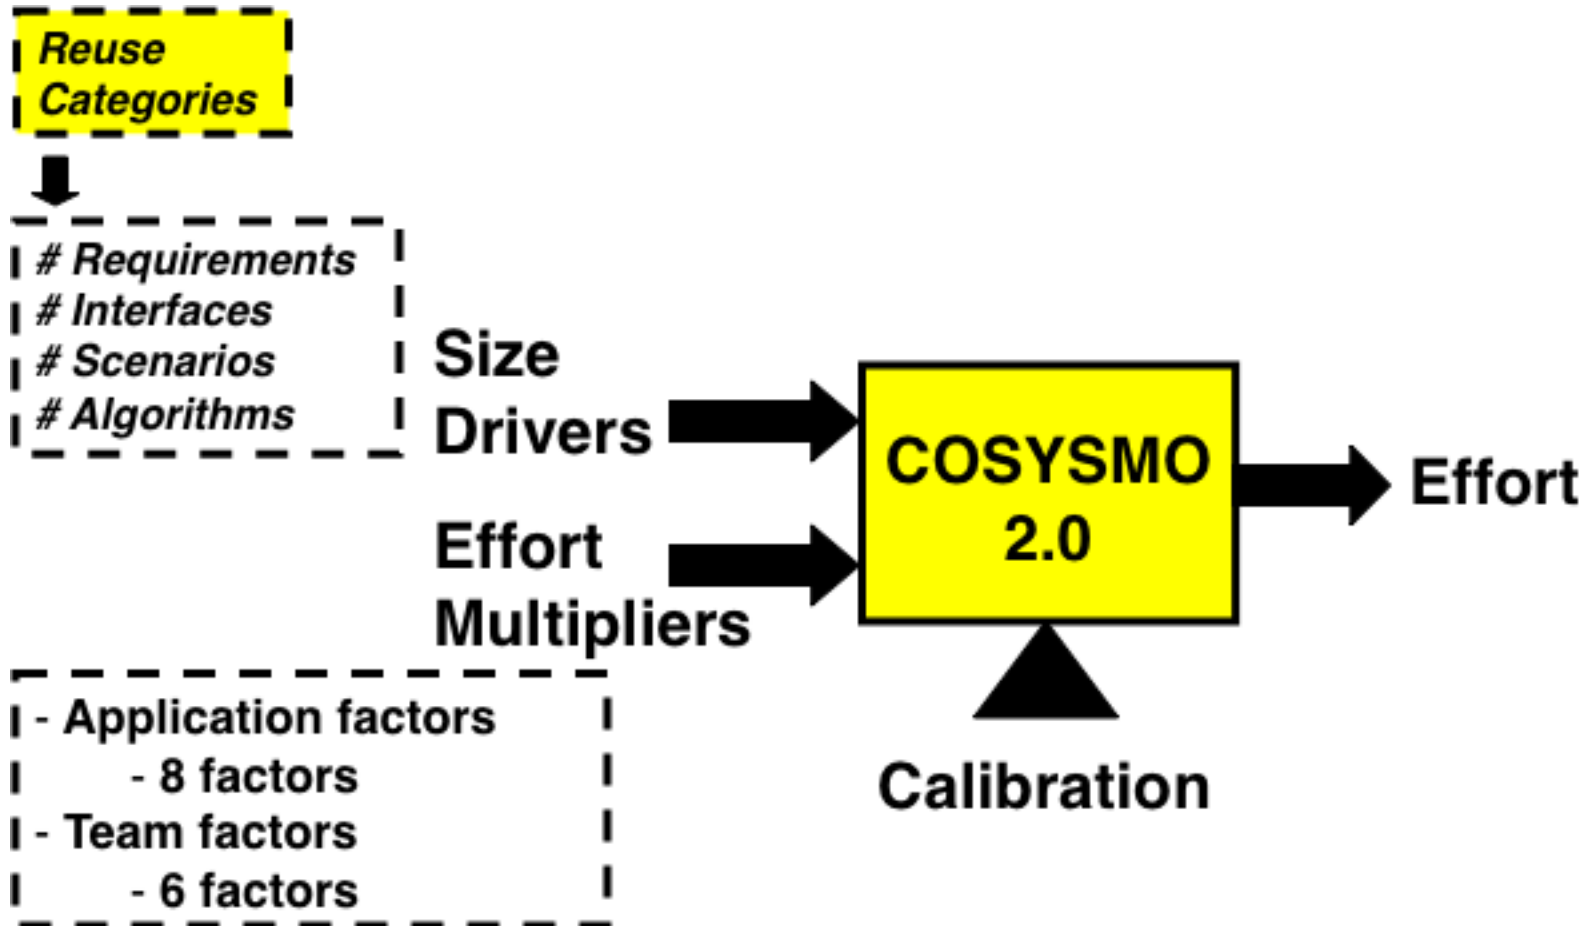 Reuse
Categories
# Requirements
# Interfaces
# Scenarios
# Algorithms
Size
Drivers
Effort
Multipliers
- Application factors
- 8 factors
- Team factors
- 6 factors
COSYSMO
2.0
Calibration
Effort